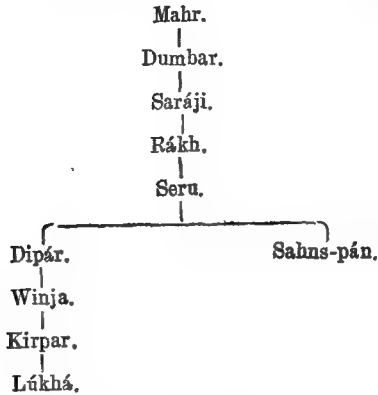 Mahr.
Dumbar.
Saráji.
Rákh.
Seru.
Dipár. Sahns-pán.
Winja.
Kirpar.
Lúkhá.